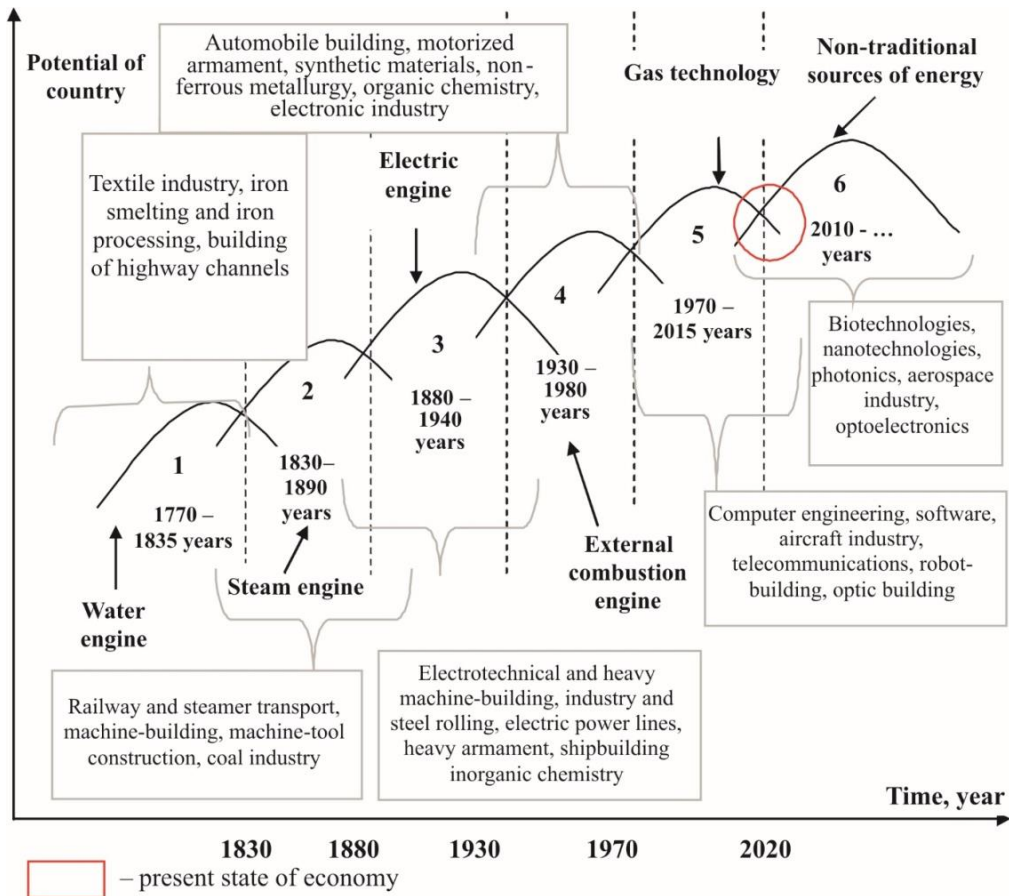 Potential of
country
Automobile building, motorized
armament, synthetic materials, non-
ferrous metallurgy, organic chemistry,
electronic industry
Gas technology
Non-traditional
sources of energy
Textile industry, iron
smelting and iron
processing, building
of highway channels
Electric
engine
1
1770 –
1835 years
2
1830–
1890
years
3
1880 –
1940
years
4
1930 –
1980
years
5
1970 –
2015 years
6
2010 - ...
years
Biotechnologies,
nanotechnologies,
photonics, aerospace
industry,
optoelectronics
Water
engine
Steam engine
External
combustion
engine
Computer engineering, software,
aircraft industry,
telecommunications, robot-
building, optic building
Railway and steamer transport,
machine-building, machine-tool
construction, coal industry
Electrotechnical and heavy
machine-building, industry and
steel rolling, electric power lines,
heavy armament, shipbuilding
inorganic chemistry
Time, year
1830 1880 1930 1970 2020
– present state of economy